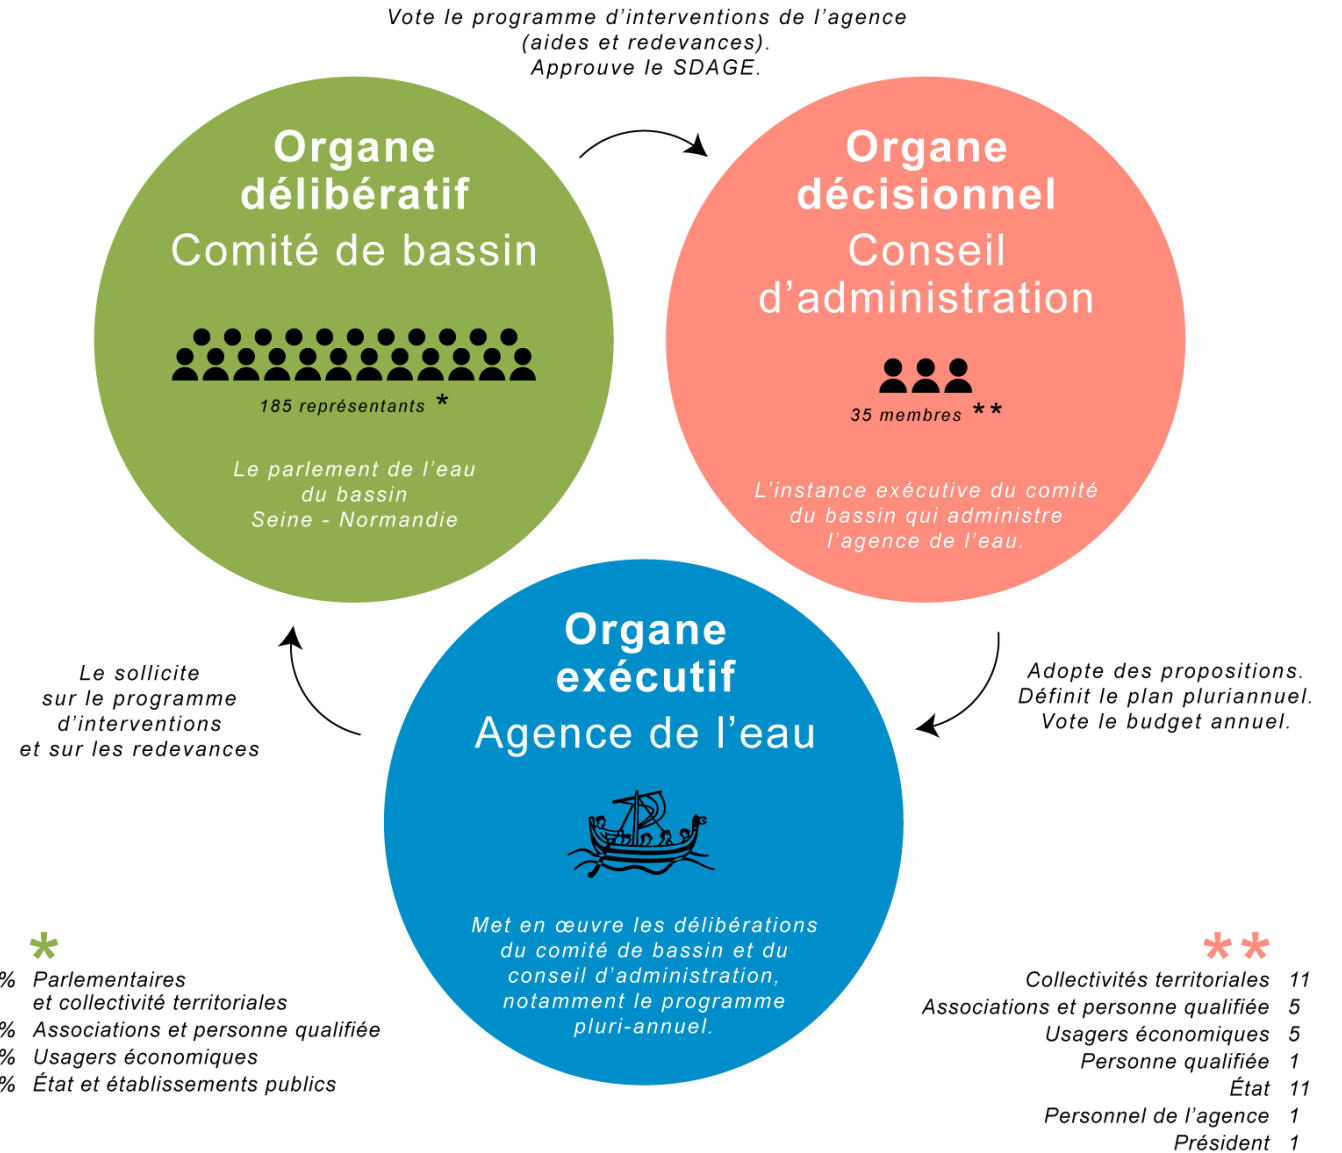 Vote le programme d'interventions de l'agence
(aides et redevances).
Approuve le SDAGE.
Organe
délibératif
Comité de bassin
185 représentants *
Le parlement de l'eau
du bassin
Seine - Normandie
Organe
décisionnel
Conseil
d'administration
35 membres **
L'instance exécutive du comité
du bassin qui administre
l'agence de l'eau.
Le sollicite
sur le programme
d'interventions
et sur les redevances
Organe
exécutif
Agence de l'eau
Met en œuvre les délibérations
du comité de bassin et du
conseil d'administration,
notamment le programme
pluri-annuel.
Adopte des propositions.
Définit le plan pluriannuel.
Vote le budget annuel.
*
% Parlementaires
et collectivité territoriales
% Associations et personne qualifiée
% Usagers économiques
% État et établissements publics
**
Collectivités territoriales 11
Associations et personne qualifiée 5
Usagers économiques 5
Personne qualifiée 1
État 11
Personnel de l'agence 1
Président 1